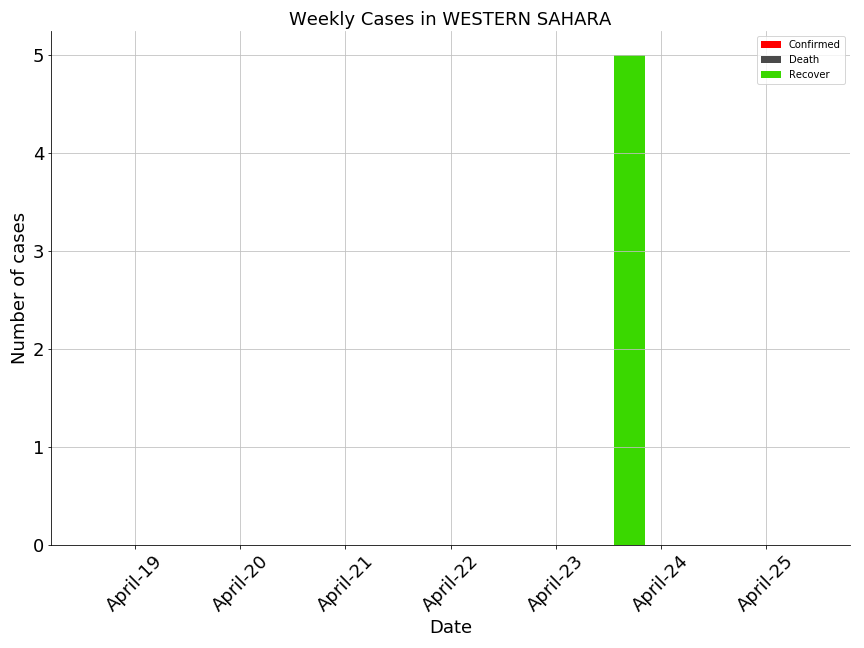 Weekly Cases in WESTERN SAHARA
Confirmed
Death
Recover
5
4
3
2
1
0
Number of cases
April-19
April-20
April-21
April-22
April-23
April-24
April-25
Date